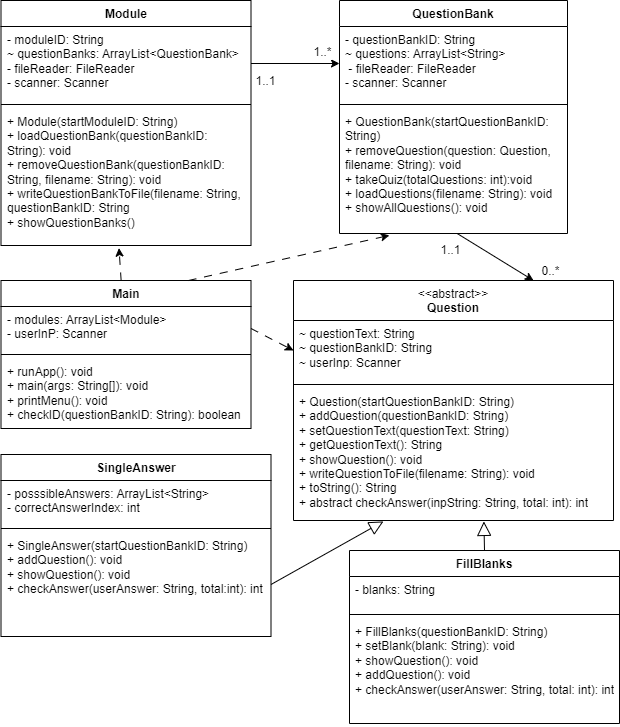 Module
- moduleID: String
~ questionBanks: ArrayList<QuestionBank>
- fileReader: FileReader
- scanner: Scanner
+ Module(startModuleID: String)
+ loadQuestionBank(questionBankID:
String): void
+ removeQuestionBank(questionBankID:
String, filename: String): void
+ writeQuestionBankToFile(filename: String,
questionBankID: String
+ showQuestionBanks()
1..*
1..1
QuestionBank
- questionBankID: String
~ questions: ArrayList<String>
- fileReader: FileReader
- scanner: Scanner
+ QuestionBank(startQuestionBankID:
String)
+ removeQuestion(question: Question,
filename: String): void
+ takeQuiz(totalQuestions: int):void
+ loadQuestions(filename: String): void
+ showAllQuestions(): void
1..1
0..*
Main
- modules: ArrayList<Module>
- userInP: Scanner
+ runApp(): void
+ main(args: String[]): void
+ printMenu(): void
+ checkID(questionBankID: String): boolean
<<abstract>>
Question
~ questionText: String
~ questionBankID: String
~ userInp: Scanner
+ Question(startQuestionBankID: String)
+ addQuestion(questionBankID: String)
+ setQuestionText(questionText: String)
+ getQuestionText(): String
+ showQuestion(): void
+ writeQuestionToFile(filename: String): void
+ toString(): String
+ abstract checkAnswer(inpString: String, total: int): int
SingleAnswer
- posssibleAnswers: ArrayList<String>
- correctAnswerIndex: int
+ SingleAnswer(startQuestionBankID: String)
+ addQuestion(): void
+ showQuestion(): void
+ checkAnswer(userAnswer: String, total:int): int
FillBlanks
- blanks: String
+ FillBlanks(questionBankID: String)
+ setBlank(blank: String): void
+ showQuestion(): void
+ addQuestion(): void
+ checkAnswer(userAnswer: String, total: int): int